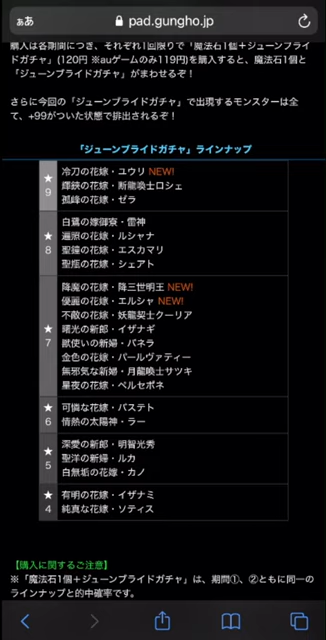 ぁあ
pad.gungho.jp
購入は各期間につき、それぞれ1回限りで「魔法石1個+ジューンブライ
ドガチャ」(120円 ※auゲームのみ119円)を購入すると、魔法石1個と
「ジューンブライドガチャ」がまわせるぞ!
さらに今回の「ジューンブライドガチャ」で出現するモンスターは全
て、+99がついた状態で排出されるぞ!
「ジューンブライドガチャ」ラインナップ
★
9
冷刀の花嫁・ユウリ NEW!
輝鋏の花嫁・断龍喚士ロシェ
孤峰の花嫁・ゼラ
★
8
白鷺の嫁御寮・雷神
遍照の花嫁・ルシャナ
聖鐘の花嫁・エスカマリ
聖瓶の花嫁・シェアト
★
7
降魔の花嫁・降三世明王 NEW!
優麗の花嫁・エルシャ NEW!
不敵の花嫁・妖龍契士クーリア
曙光の新郎・イザナギ
獣使いの新婦・パネラ
金色の花嫁・パールヴァティー
無邪気な新婦・月龍喚士サツキ
星夜の花嫁・ペルセポネ
★
6
可憐な花嫁・バステト
情熱の太陽神・ラー
★
5
深愛の新郎・明智光秀
聖洋の新婦・ルカ
白無垢の花嫁・カノ
★
4
有明の花嫁・イザナミ
純真な花嫁・ソティス
【購入に関するご注意】
※「魔法石1個+ジューンブライドガチャ」は、期間①、②ともに同一の
ラインナップと的中確率です。